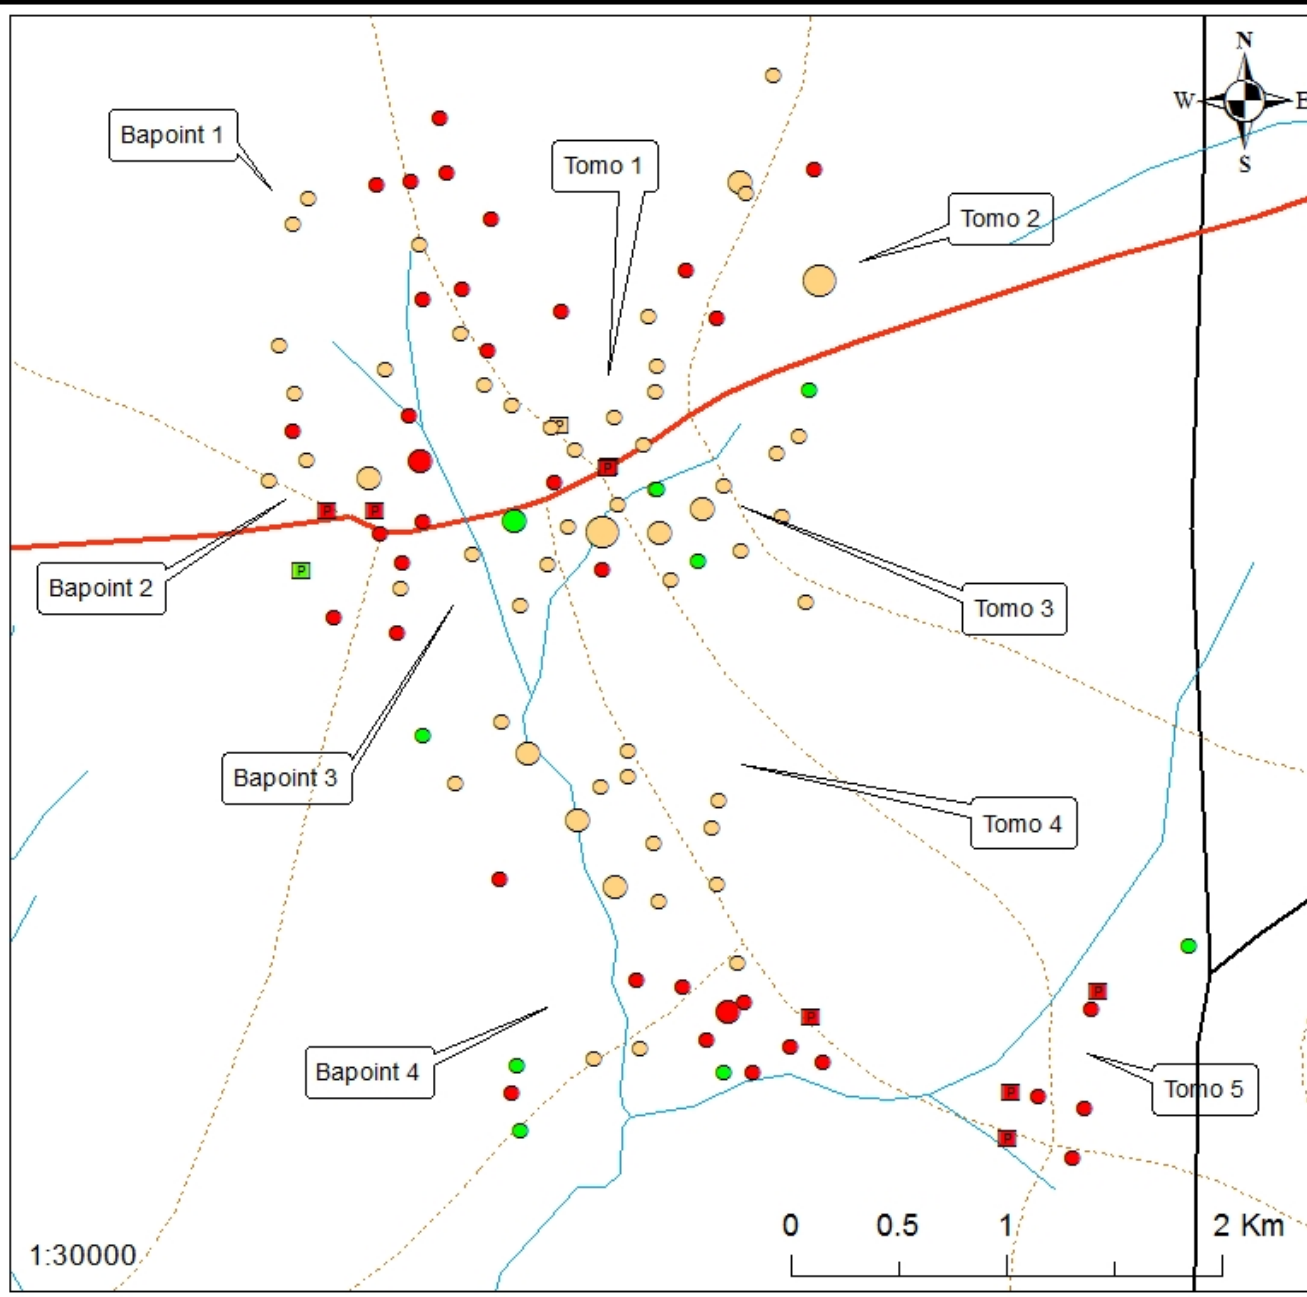 N
W E
S
Bapoint 1
Tomo 1
Tomo 2
P
P
P P
P
Bapoint 2
Tomo 3
Bapoint 3
Tomo 4
P
P
Bapoint 4
P
Tomo 5
P
0 0.5 1 2 Km
1:30000